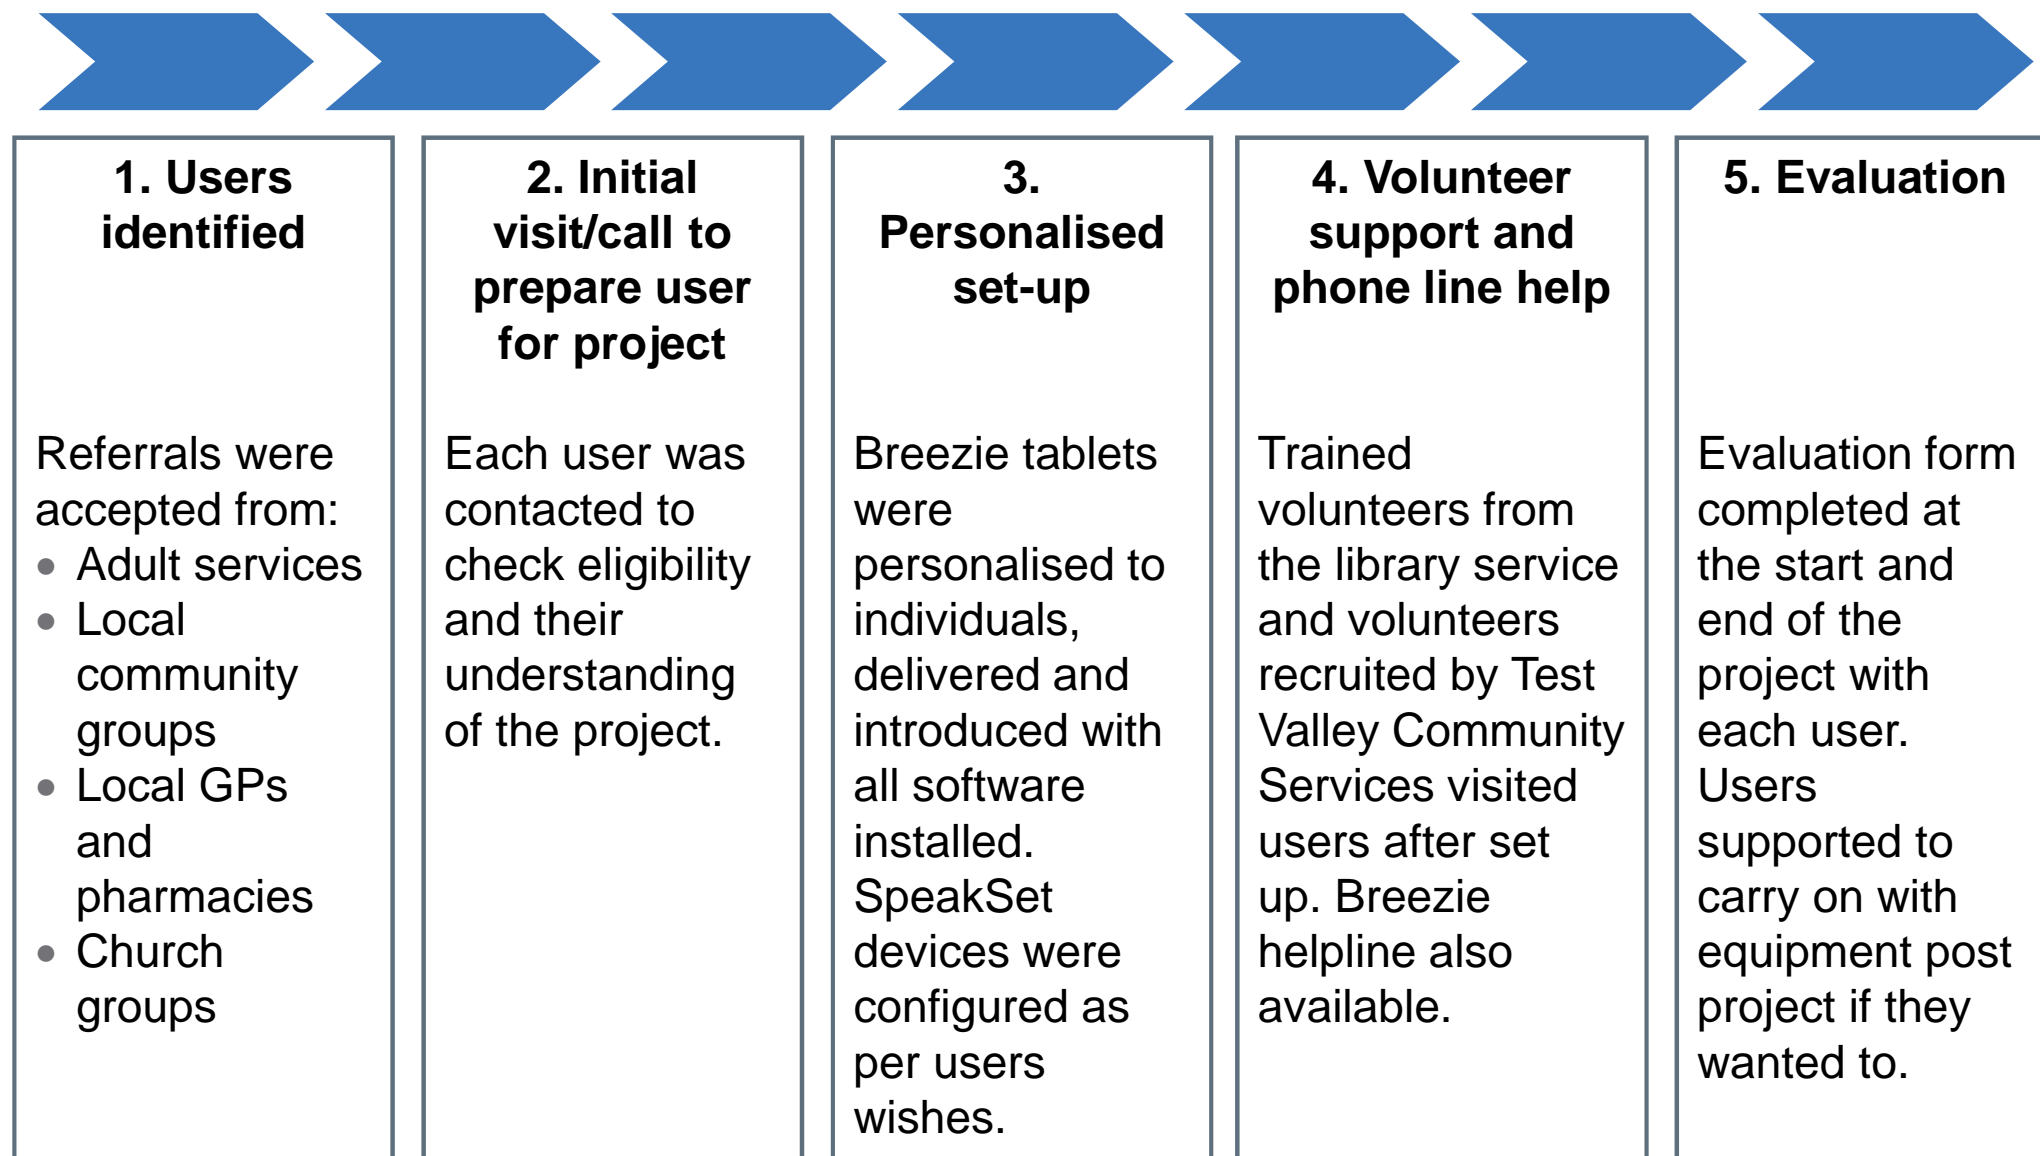 1. Users
identified
Referrals were
accepted from:
• Adult services
• Local
community
groups
• Local GPs
and
pharmacies
• Church
groups
2. Initial
visit/call to
prepare user
for project
Each user was
contacted to
check eligibility
and their
understanding
of the project.
3.
Personalised
set-up
Breezie tablets
were
personalised to
individuals,
delivered and
introduced with
all software
installed.
SpeakSet
devices were
configured as
per users
wishes.
4. Volunteer
support and
phone line help
Trained
volunteers from
the library service
and volunteers
recruited by Test
Valley Community
Services visited
users after set
up. Breezie
helpline also
available.
5. Evaluation
Evaluation form
completed at
the start and
end of the
project with
each user.
Users
supported to
carry on with
equipment post
project if they
wanted to.